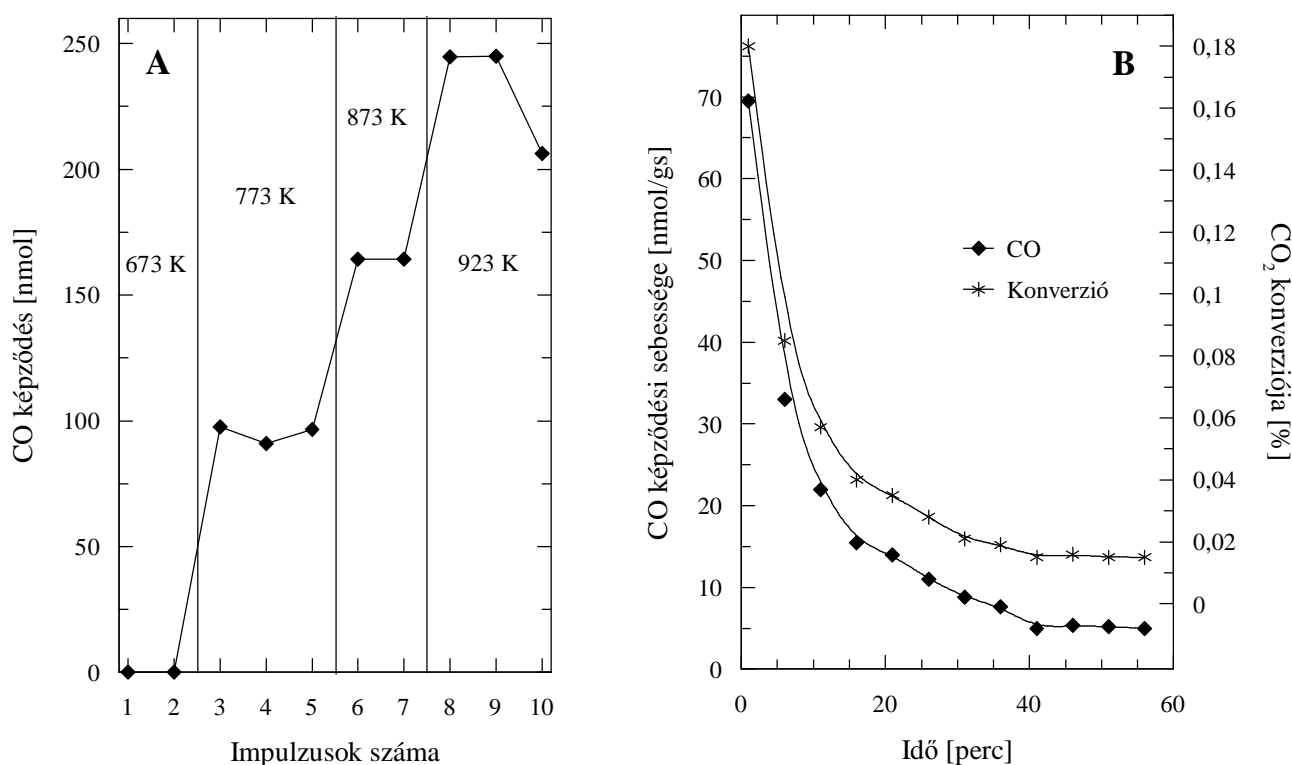 A
CO képződés [nmol]
250
200
150
100
50
0
673 K
773 K
873 K
923 K
1 2 3 4 5 6 7 8 9 10
Impulzusok száma
B
CO képződési sebessége [nmol/gs]
70
60
50
40
30
20
10
0
CO
Konverzió
0,18
0,16
0,14
0,12
0,1
0,08
0,06
0,04
0,02
0
CO₂ konverziója [%]
0 20 40 60
Idő [perc]